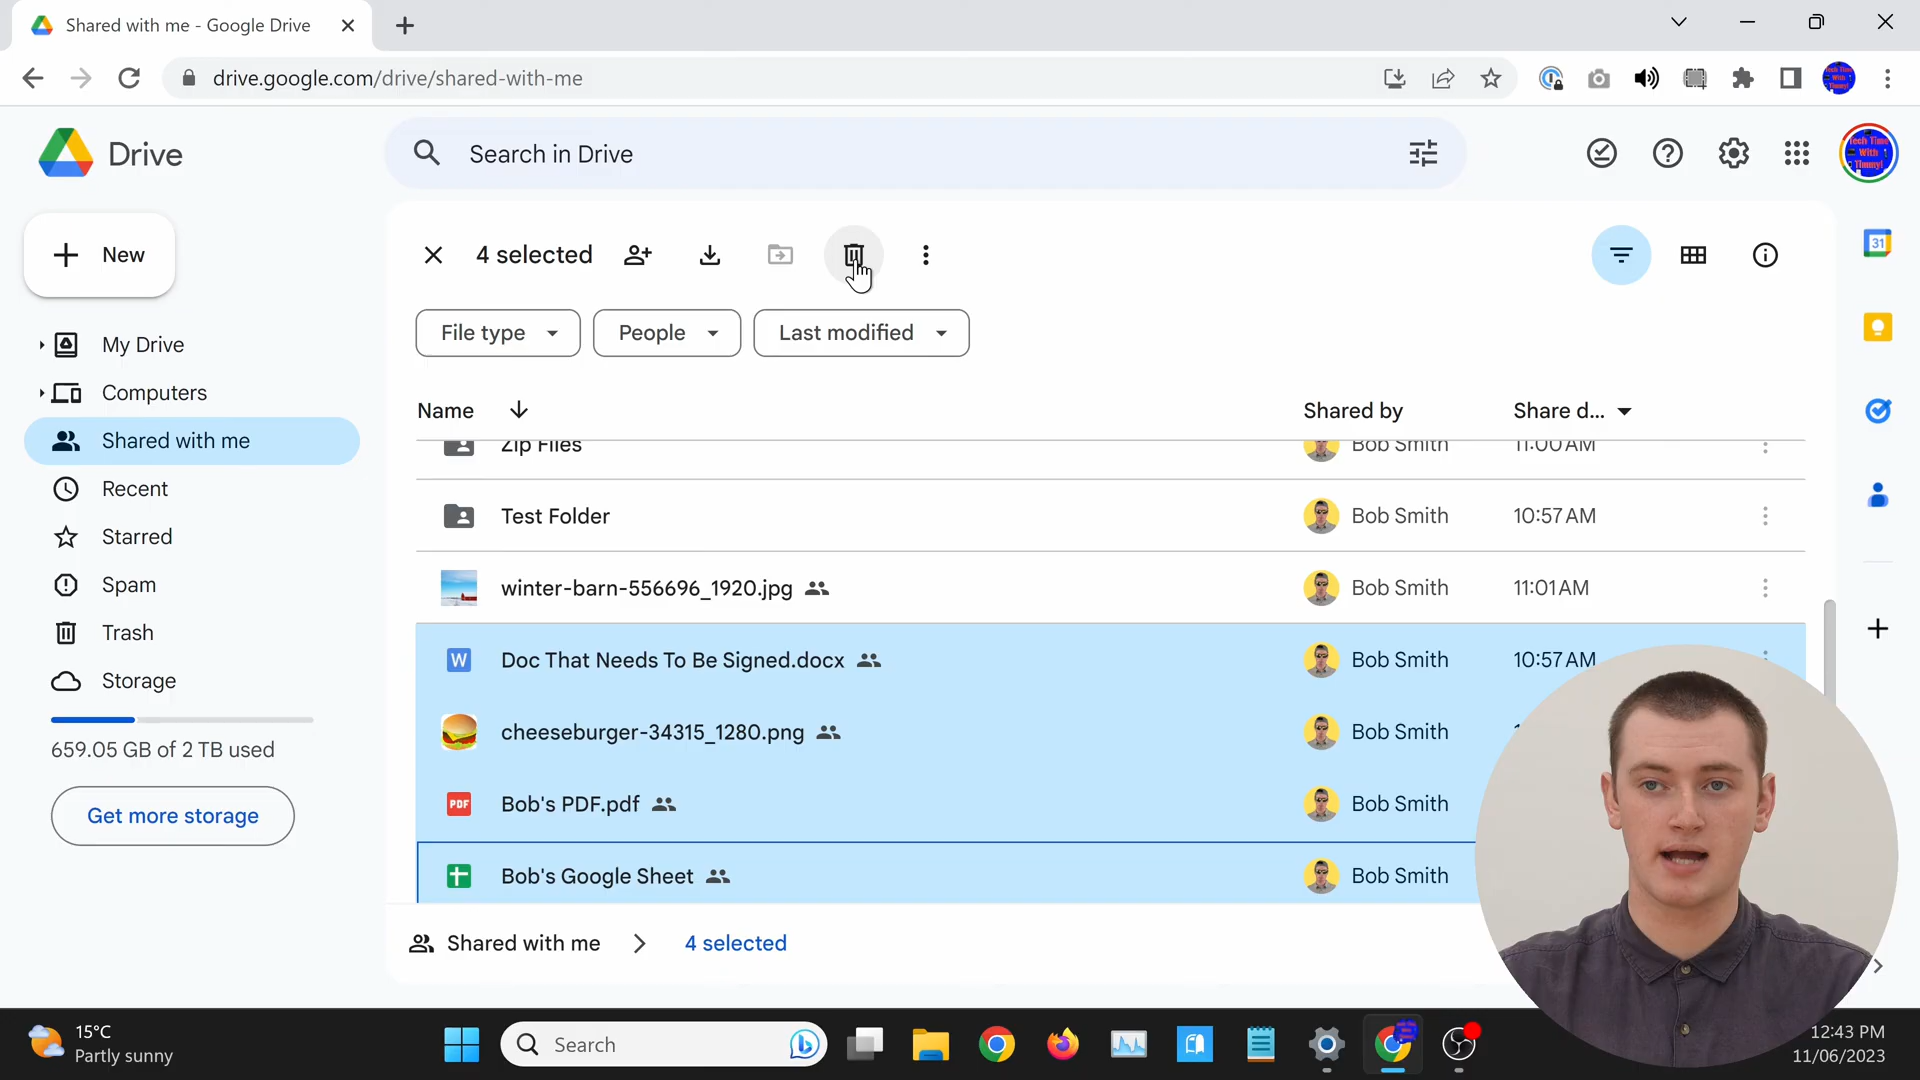 Shared with me - Google Drive
drive.google.com/drive/shared-with-me
Drive
Search in Drive
Tech Time
With
Timmy!
New
4 selected
31
My Drive
File type
People
Last modified
Computers
Name
Shared by
Share d...
Shared with me
Zip Files
Bob Smith
11:00 AM
Recent
Test Folder
Bob Smith
10:57 AM
Starred
Spam
winter-barn-556696_1920.jpg
Bob Smith
11:01 AM
Trash
W
Doc That Needs To Be Signed.docx
Bob Smith
10:57 AM
Storage
cheeseburger-34315_1280.png
Bob Smith
659.05 GB of 2 TB used
PDF
Bob's PDF.pdf
Bob Smith
Get more storage
Bob's Google Sheet
Bob Smith
Shared with me
4 selected
15°C
Partly sunny
Search
12:43 PM
11/06/2023